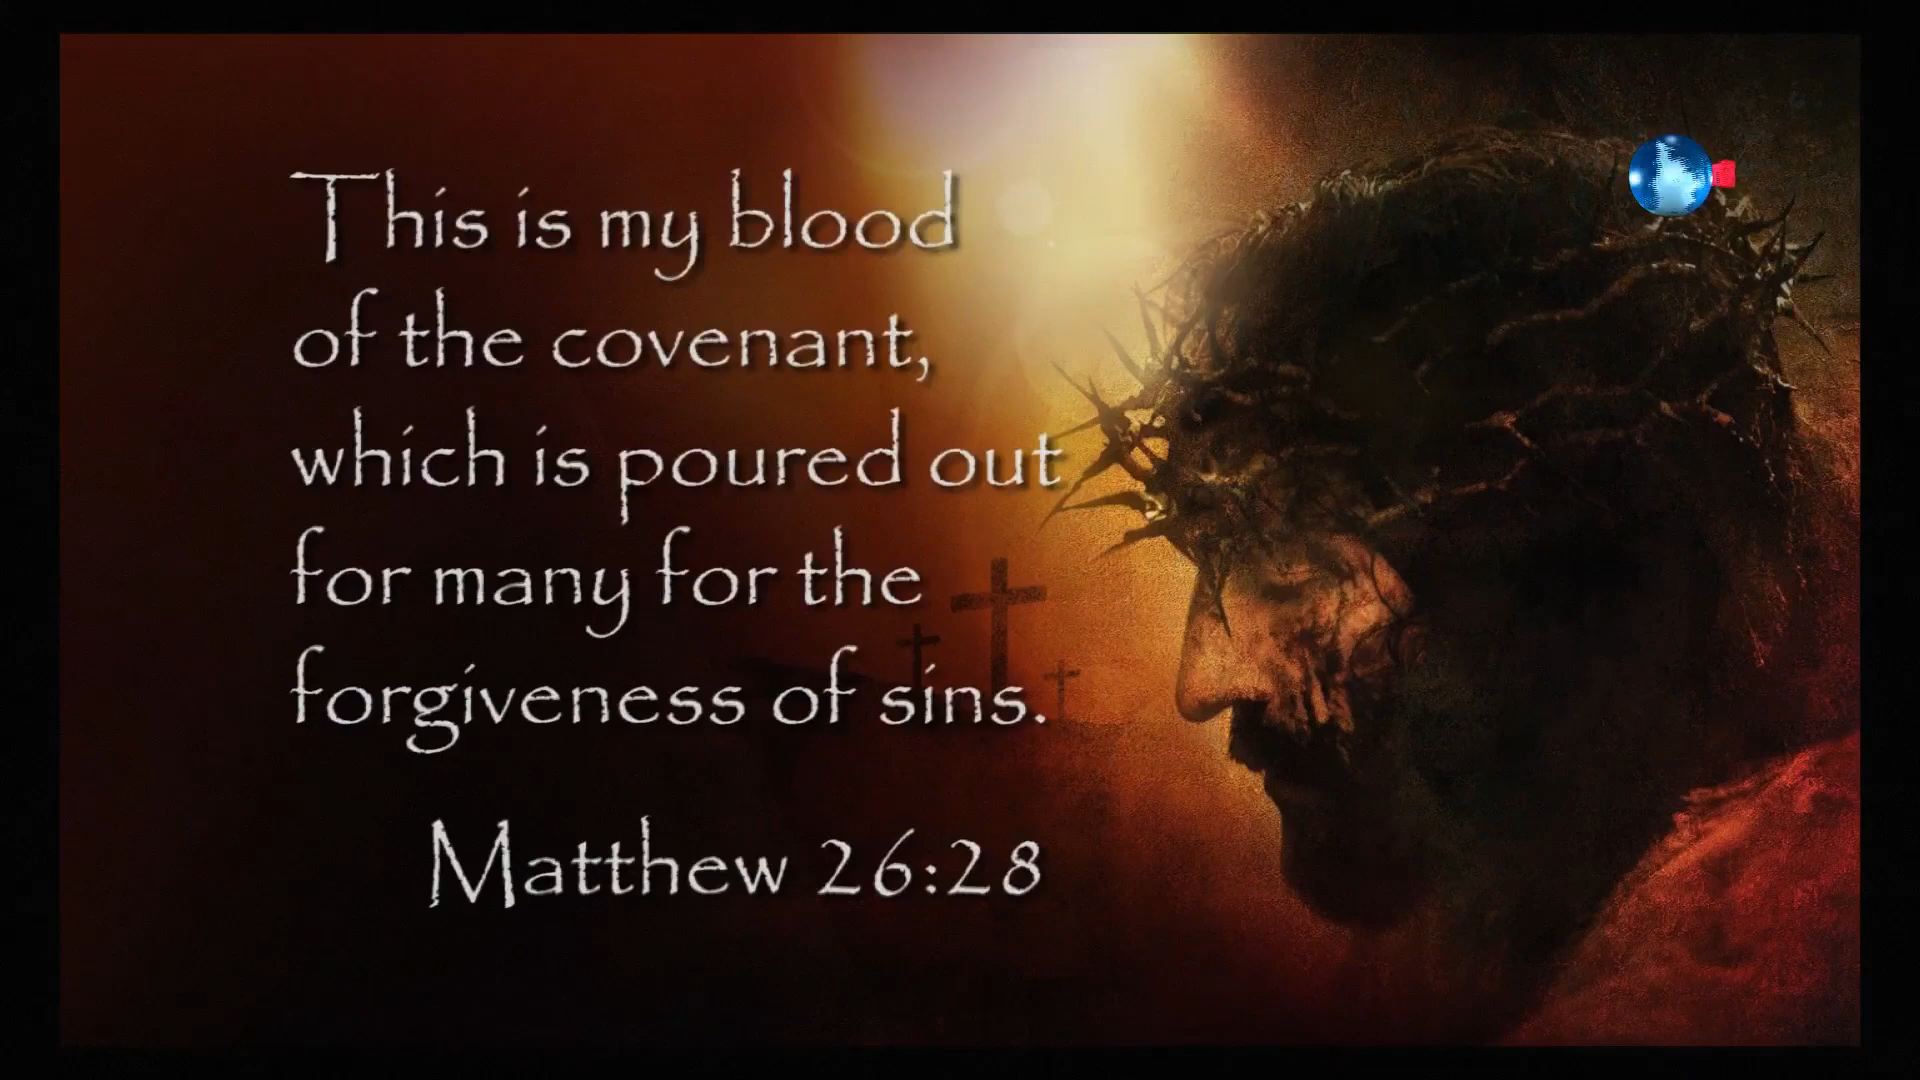 This is my blood
of the covenant,
which is poured out
for many for the
forgiveness of sins.
Matthew 26:28